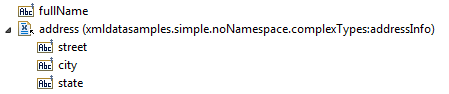 fullName
address (xmldatasamples.simple.noNamespace.complexTypes:addressInfo)
street
city
state